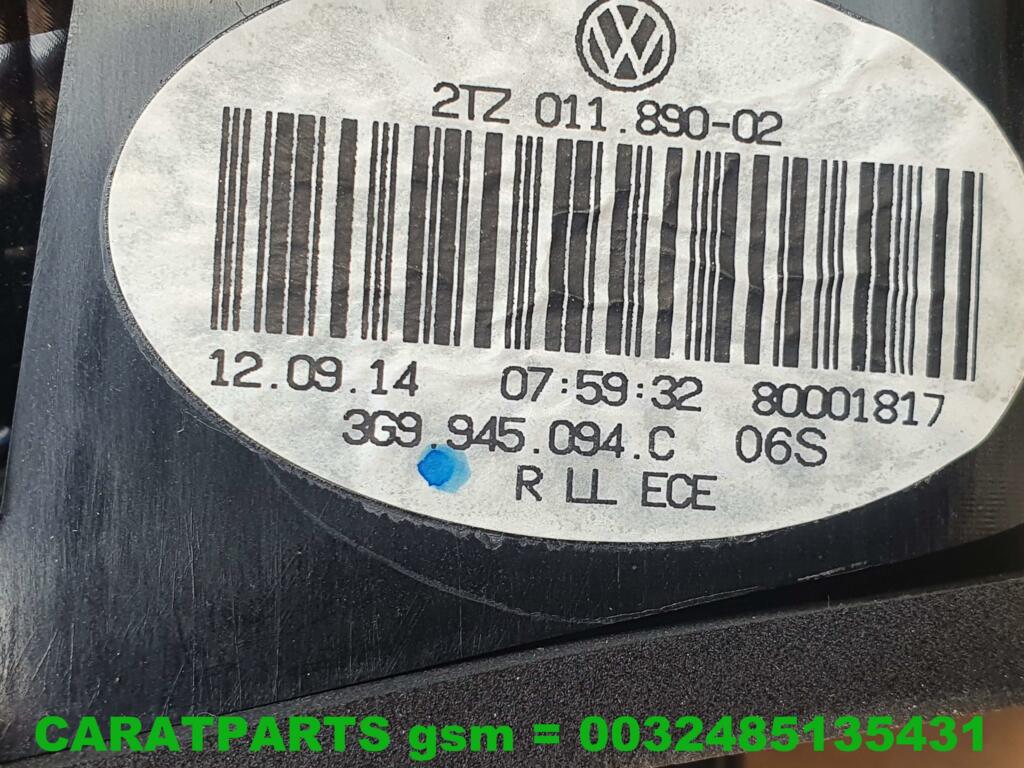 VW
2TZ 011.890-02
12.09.14 07:59:32 80001817
3G9.945.094.C 06S
R LL ECE
CARATPARTS gsm = 0032485135431